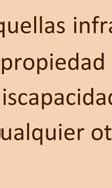 quellas infra
propiedad
iscapacidad
ualquier ot